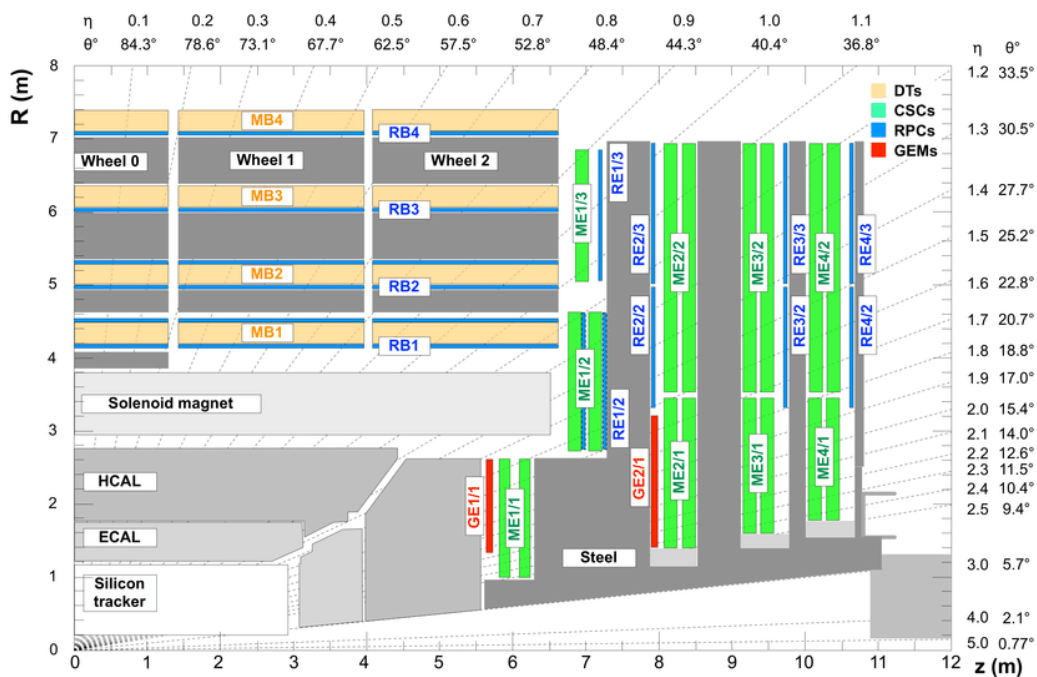 η 0.1 0.2 0.3 0.4 0.5 0.6 0.7 0.8 0.9 1.0 1.1
θ° 84.3° 78.6° 73.1° 67.7° 62.5° 57.5° 52.8° 48.4° 44.3° 40.4° 36.8° η θ°
R (m)
8
7
6
5
4
3
2
1
0
1.2 33.5°
1.3 30.5°
1.4 27.7°
1.5 25.2°
1.6 22.8°
1.7 20.7°
1.8 18.8°
1.9 17.0°
2.0 15.4°
2.1 14.0°
2.2 12.6°
2.3 11.5°
2.4 10.4°
2.5 9.4°
3.0 5.7°
4.0 2.1°
5.0 0.77°
DTs
CSCs
RPCs
GEMs
MB4
RB4
Wheel 0
Wheel 1
Wheel 2
MB3
RB3
MB2
RB2
MB1
RB1
Solenoid magnet
HCAL
ECAL
Silicon
tracker
Steel
GE1/1
ME1/1
ME1/2
ME1/3
RE1/3
RE1/2
RE2/3
RE2/2
GE2/1
ME2/2
ME2/1
ME3/2
ME3/1
RE3/3
RE3/2
ME4/2
ME4/1
RE4/3
RE4/2
0 1 2 3 4 5 6 7 8 9 10 11 12
z (m)